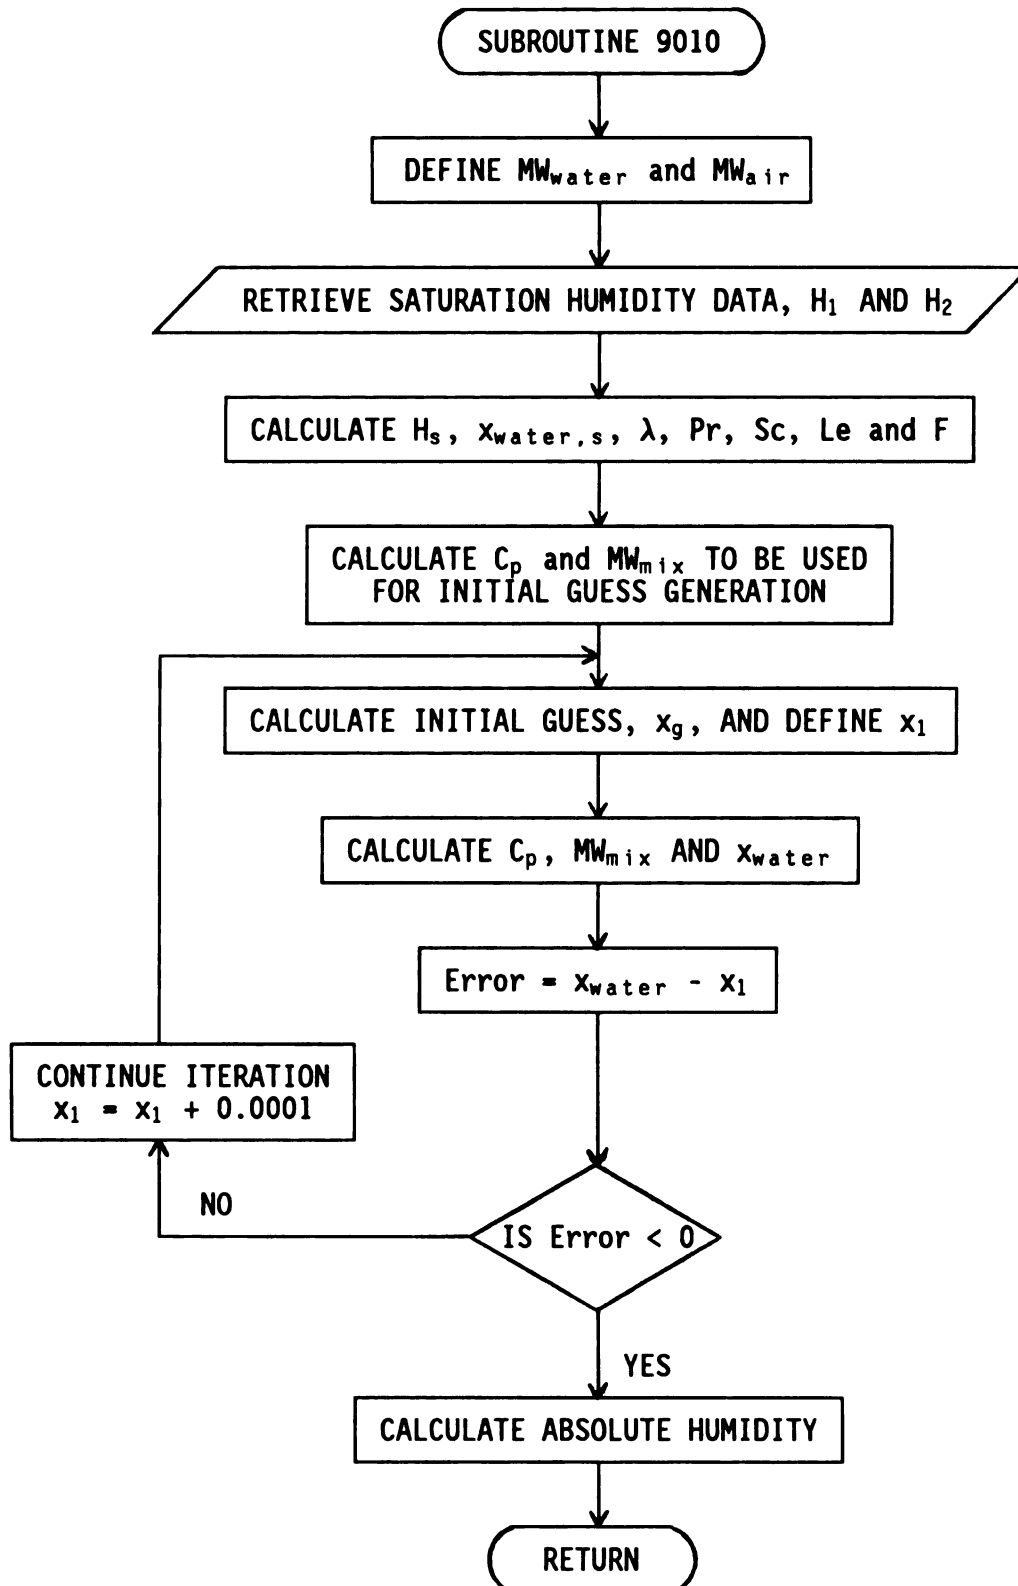 SUBROUTINE 9010
DEFINE MWwater and MWair
RETRIEVE SATURATION HUMIDITY DATA, H1 AND H2
CALCULATE Hs, xwater,s, λ, Pr, Sc, Le and F
CALCULATE Cp and MWmix TO BE USED
FOR INITIAL GUESS GENERATION
CALCULATE INITIAL GUESS, xg, AND DEFINE x1
CALCULATE Cp, MWmix AND xwater
Error = xwater - x1
CONTINUE ITERATION
x1 = x1 + 0.0001
NO
IS Error < 0
YES
CALCULATE ABSOLUTE HUMIDITY
RETURN